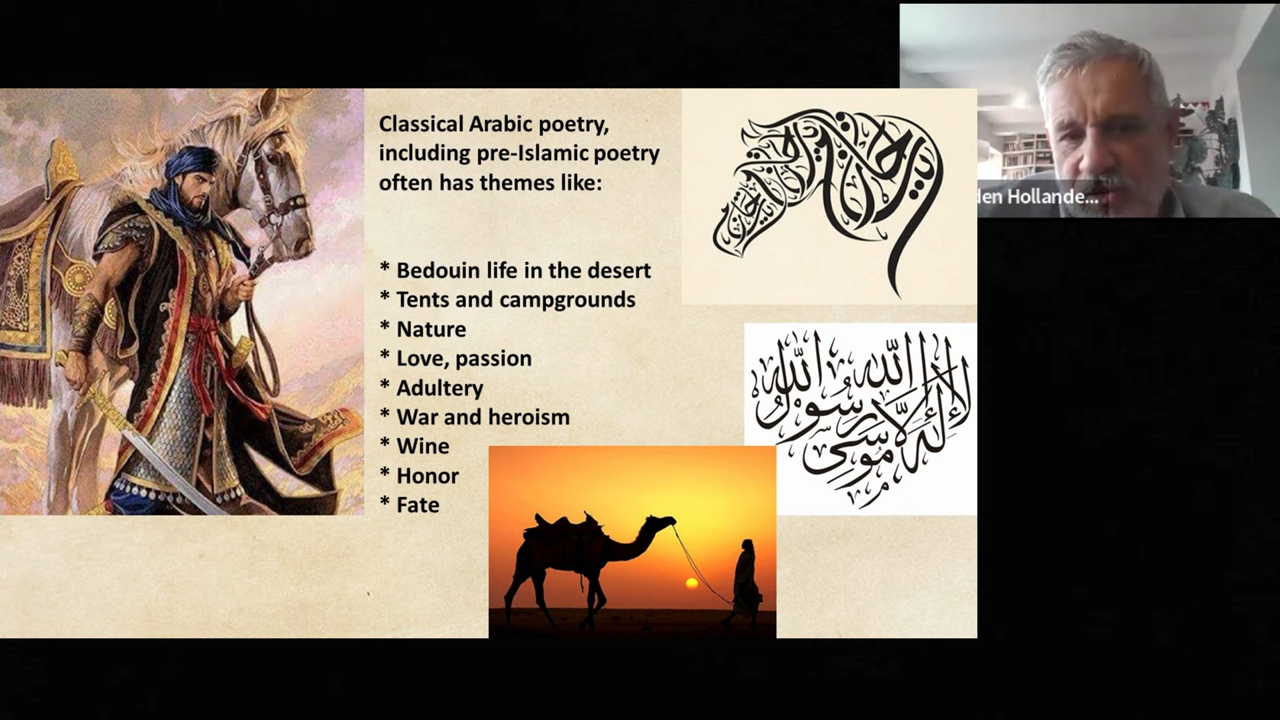 Classical Arabic poetry,
including pre-Islamic poetry
often has themes like:
* Bedouin life in the desert
* Tents and campgrounds
* Nature
* Love, passion
* Adultery
* War and heroism
* Wine
* Honor
* Fate
لا إله إلا الله موسى رسول الله
den Hollande...